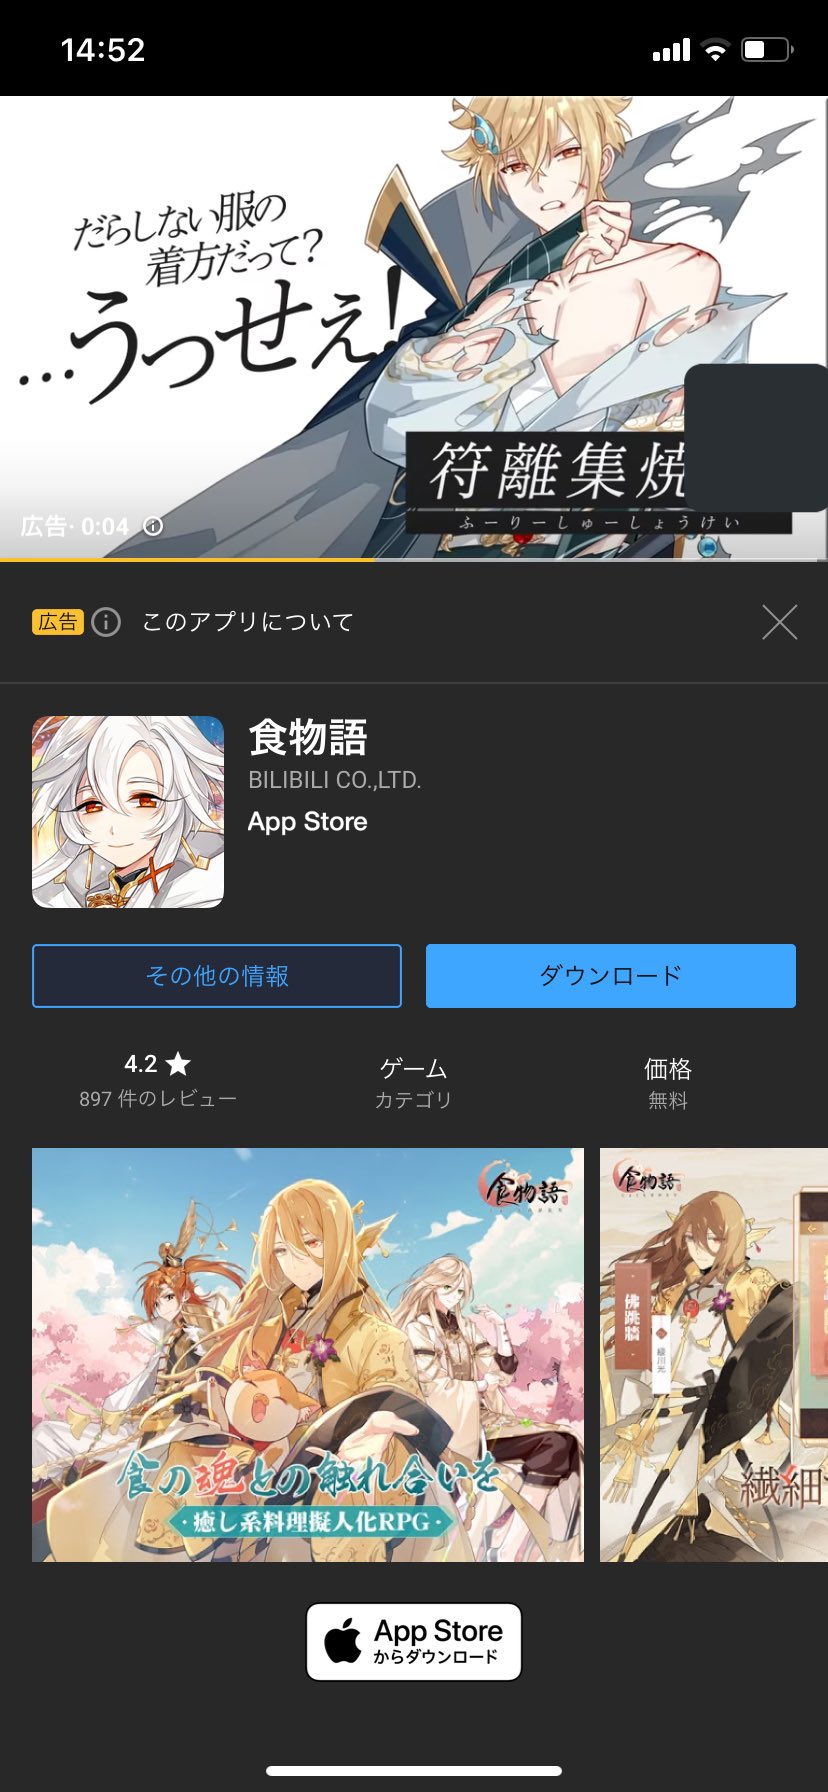 14:52
だらしない服の
着方だって?
…うっせぇ!
符離集焼
ふーりーしゅーしょうけい
広告· 0:04
広告 このアプリについて
食物語
BILIBILI CO.,LTD.
App Store
その他の情報
ダウンロード
4.2 ★
897 件のレビュー
ゲーム
カテゴリ
価格
無料
食物語
食の魂との触れ合いを
·癒し系料理擬人化RPG·
食物語
佛跳牆
繊細
App Store
からダウンロード